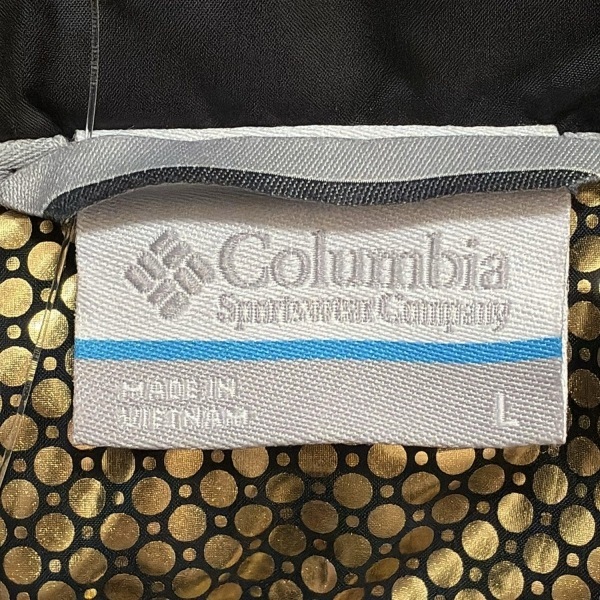 Columbia
Sportswear Company
MADE IN
VIETNAM
L